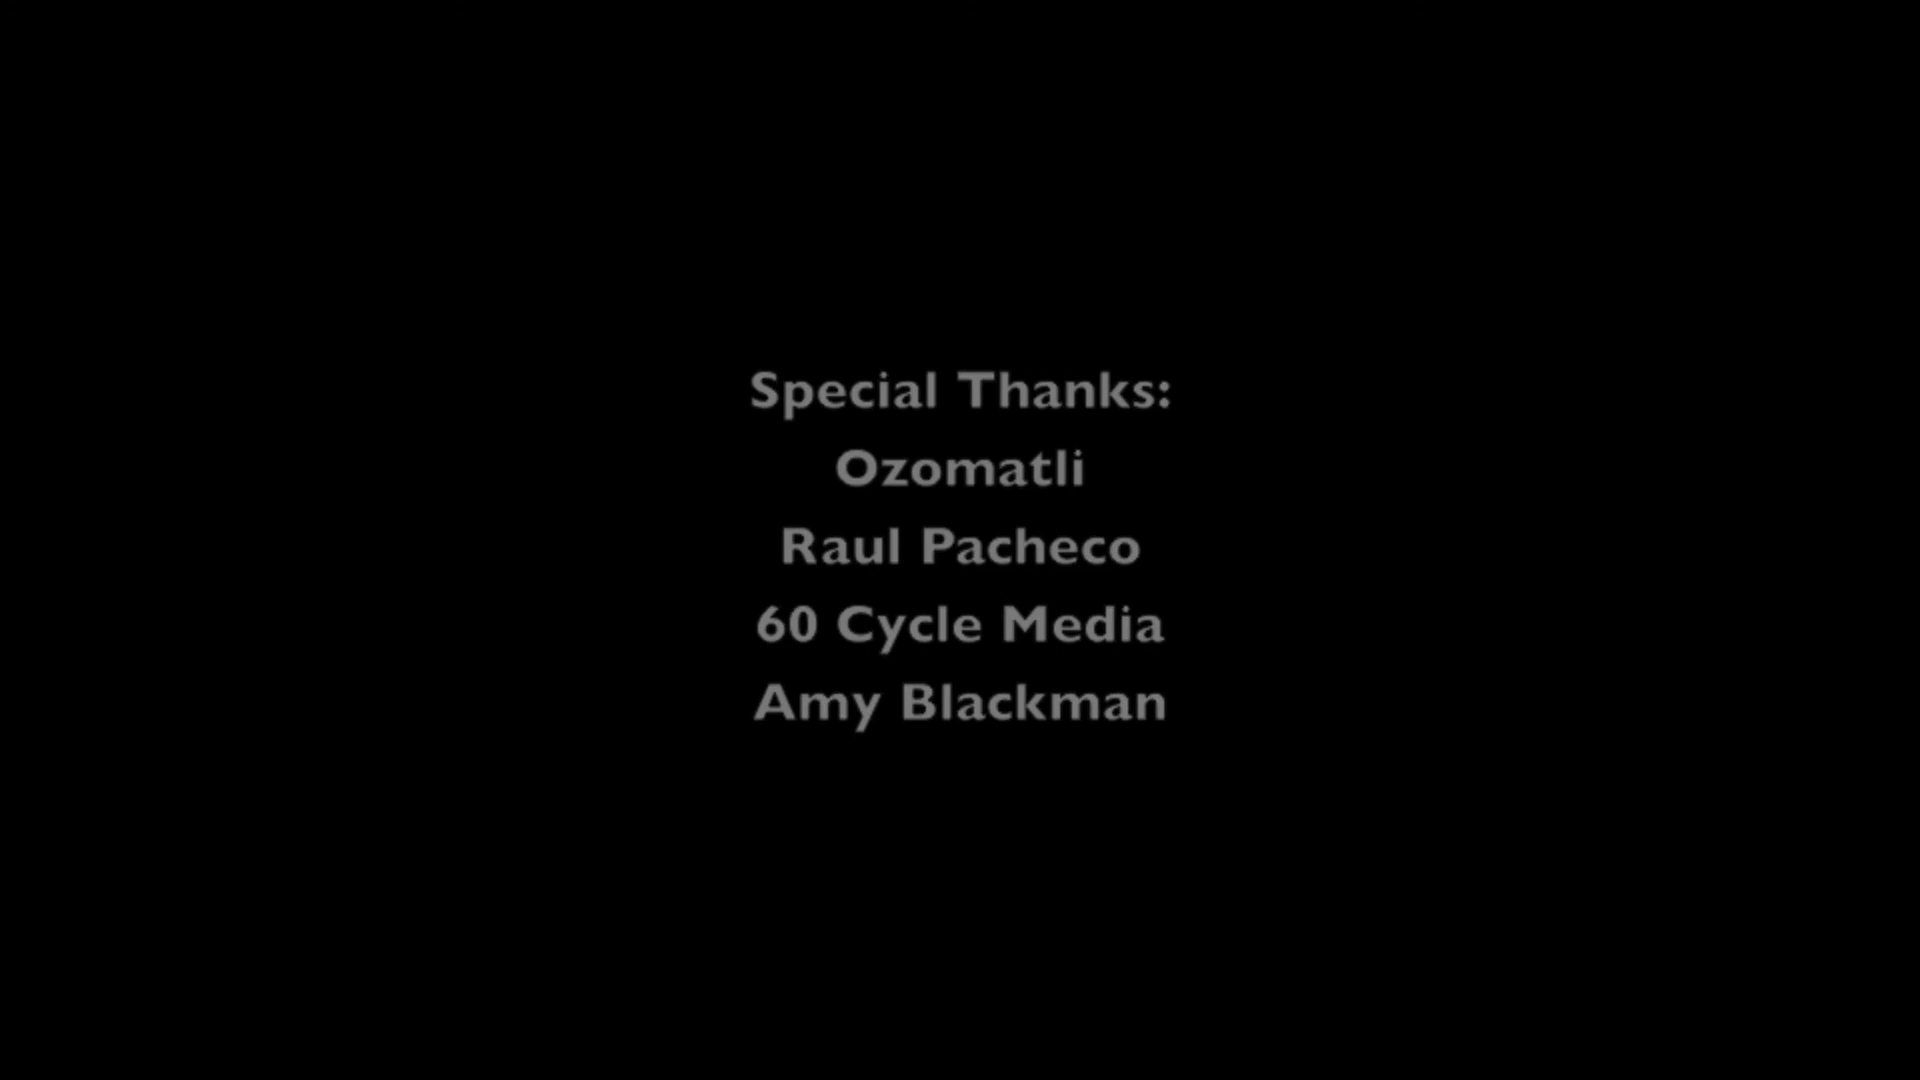 Special Thanks:
Ozomatli
Raul Pacheco
60 Cycle Media
Amy Blackman